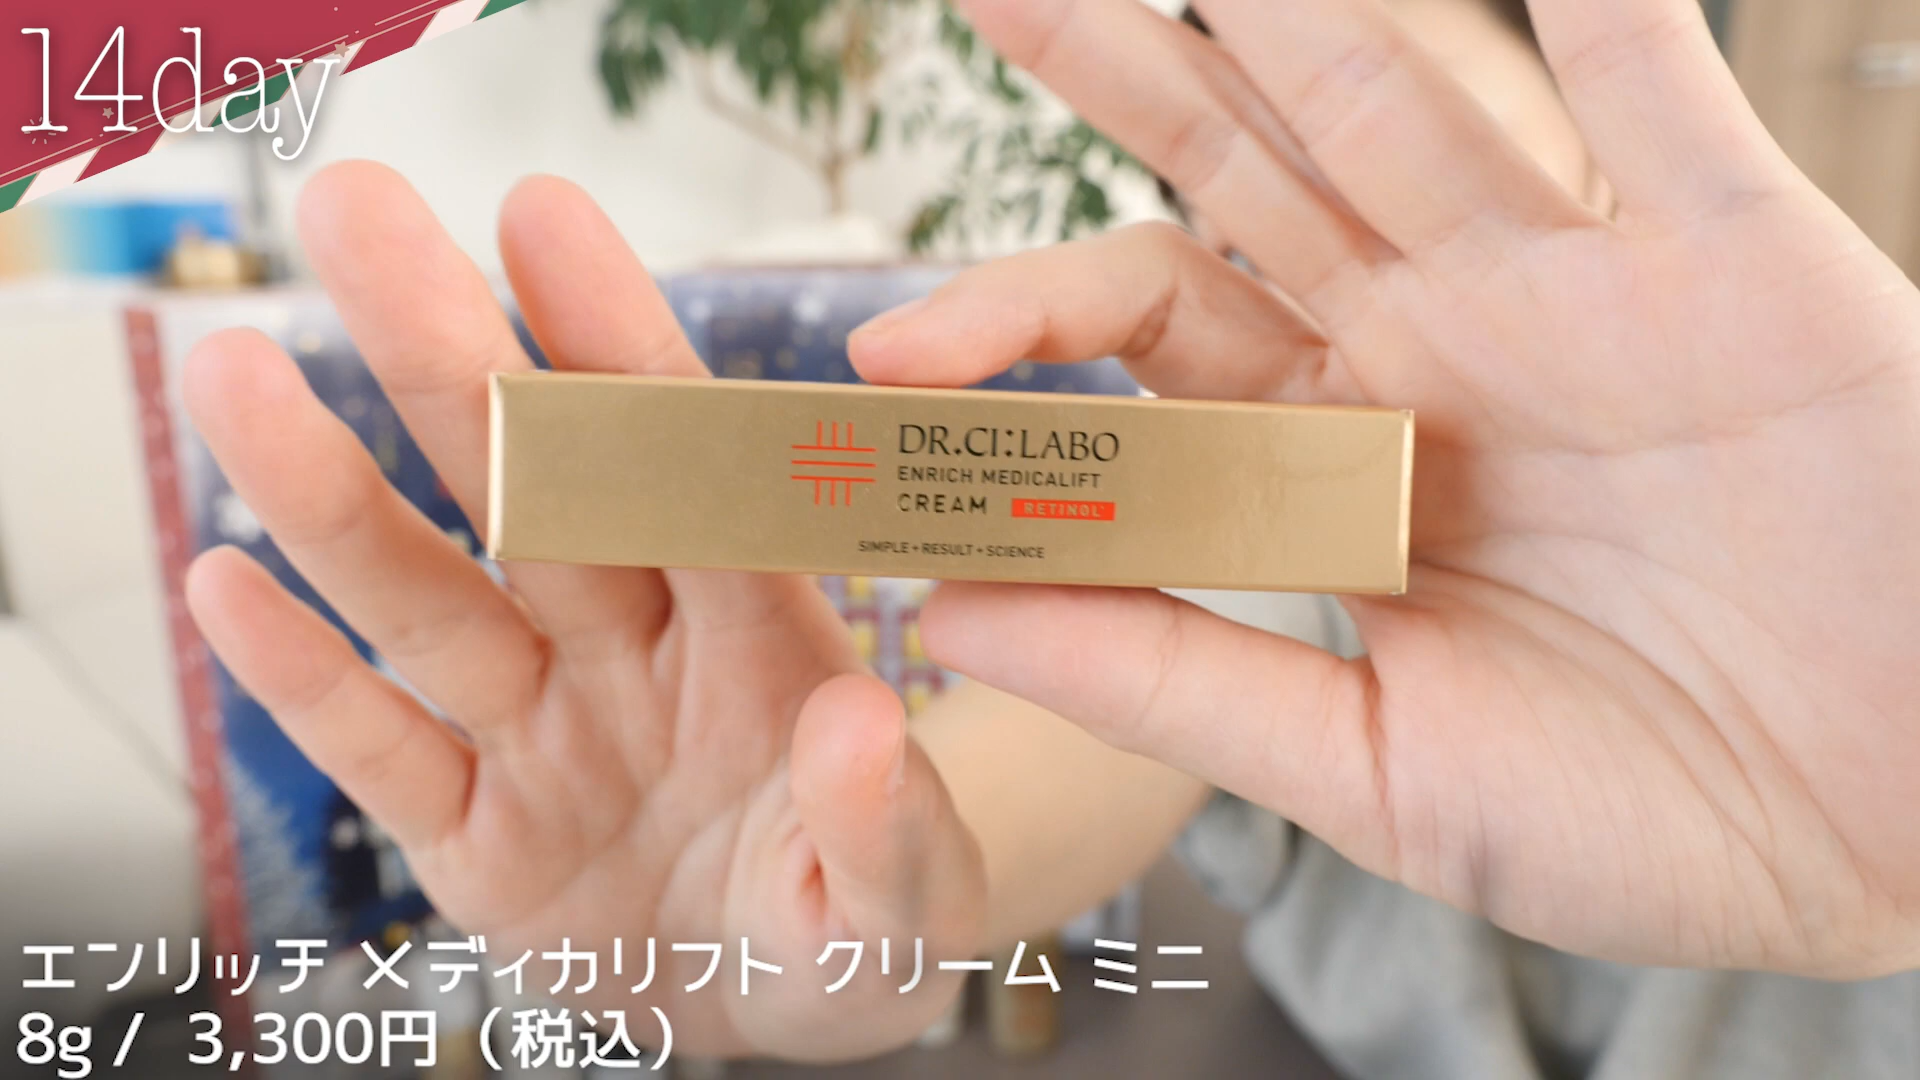 14day
DR.CI:LABO
ENRICH MEDICALIFT
CREAM RETINOL*
SIMPLE + RESULT + SCIENCE
エンリッチ メディカリフト クリーム ミニ
8g / 3,300円（税込）